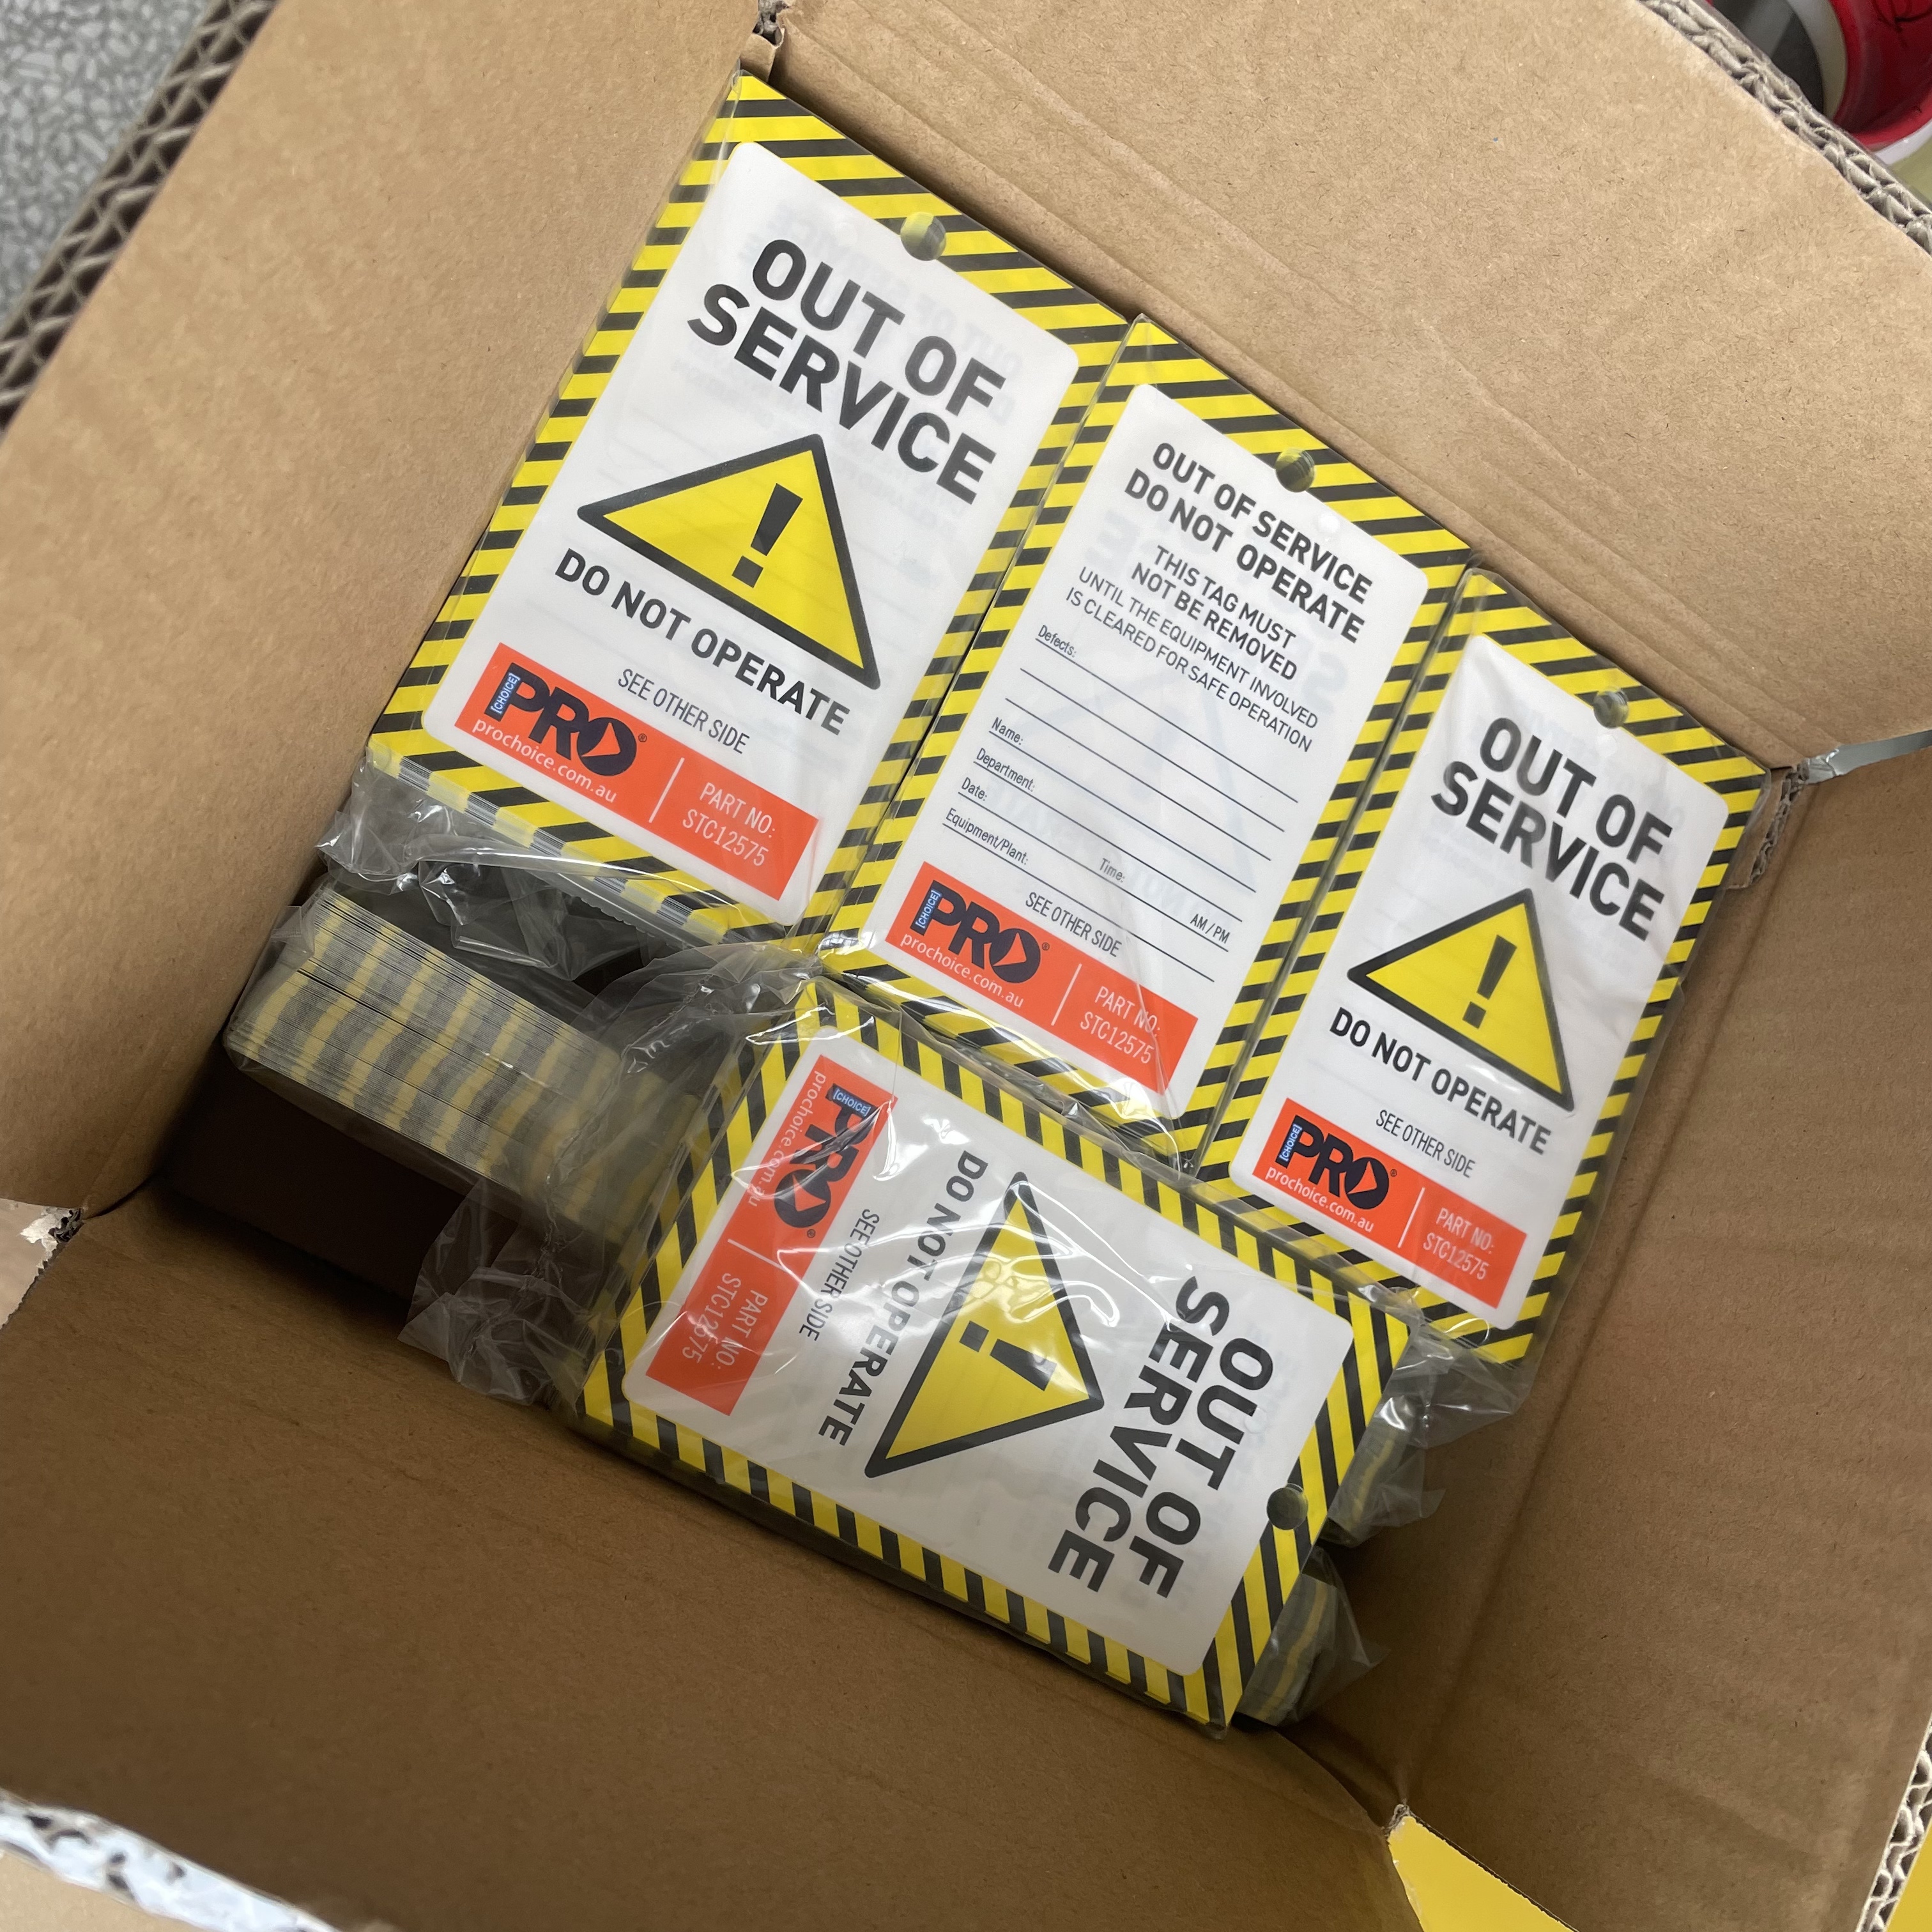 OUT OF
SERVICE
!
DO NOT OPERATE
SEE OTHER SIDE
[CHOICE]
PRO®
prochoice.com.au
PART NO:
STC12575
OUT OF SERVICE
DO NOT OPERATE
THIS TAG MUST
NOT BE REMOVED
UNTIL THE EQUIPMENT INVOLVED
IS CLEARED FOR SAFE OPERATION
Defects:
Name:
Department:
Date:
Time: AM / PM
Equipment/Plant:
SEE OTHER SIDE
[CHOICE]
PRO®
prochoice.com.au
PART NO:
STC12575
OUT OF
SERVICE
!
DO NOT OPERATE
SEE OTHER SIDE
[CHOICE]
PRO®
prochoice.com.au
PART NO:
STC12575
OUT OF
SERVICE
!
DO NOT OPERATE
SEE OTHER SIDE
[CHOICE]
PRO®
prochoice.com.au
PART NO:
STC12575